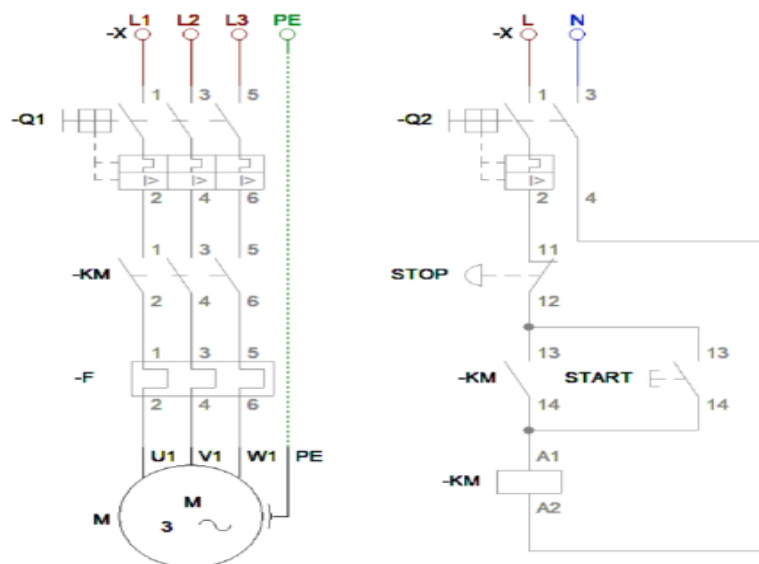 L1 L2 L3 PE L N
-X -X
1 3 5 1 3
-Q1 -Q2
I> I> I> I>
2 4 6 2 4
1 3 5 11
-KM STOP
2 4 6 12
1 3 5 13 13
-F -KM START
2 4 6 14 14
U1 V1 W1 PE A1
-KM
M M
3 A2